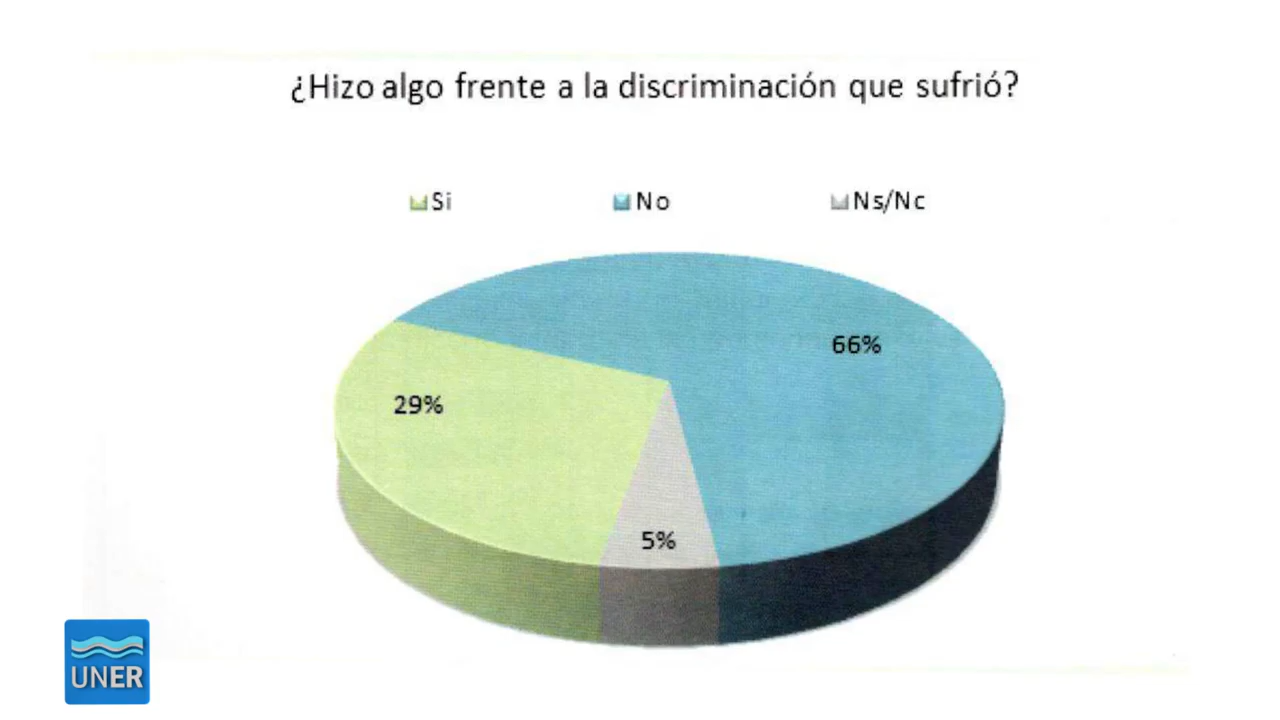 ¿Hizo algo frente a la discriminación que sufrió?
Si No Ns/Nc
66%
29%
5%
UNER